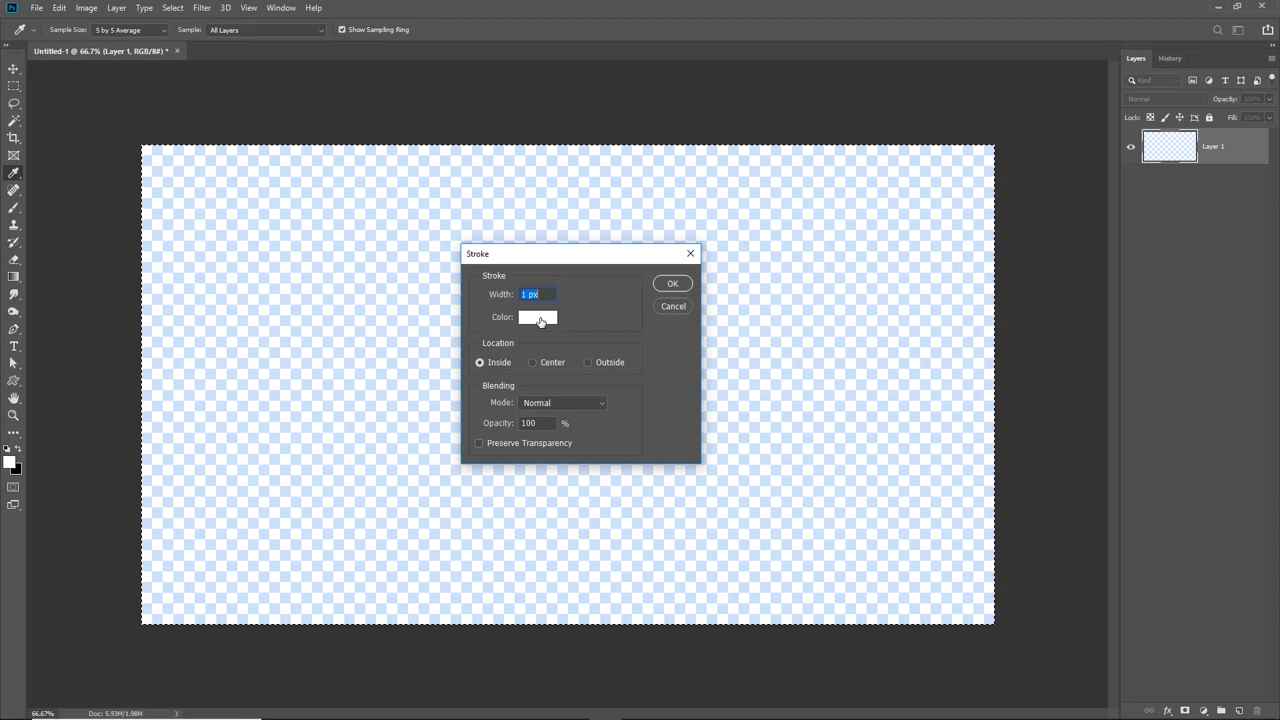 Ps File Edit Image Layer Type Select Filter 3D View Window Help
Sample Size: 5 by 5 Average Sample: All Layers Show Sampling Ring
Untitled-1 @ 66.7% (Layer 1, RGB/8#) *
Layers History
Kind
Normal Opacity: 100%
Lock: Fill: 100%
Layer 1
Stroke
Stroke
Width: 1 px
Color:
OK
Cancel
Location
Inside Center Outside
Blending
Mode: Normal
Opacity: 100 %
Preserve Transparency
66.67% Doc: 5.93M/1.98M